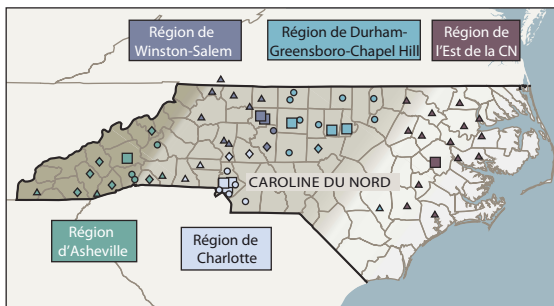 Région de
Winston-Salem
Région de Durham-
Greensboro-Chapel Hill
Région de
l'Est de la CN
CAROLINE DU NORD
Région
d'Asheville
Région de
Charlotte